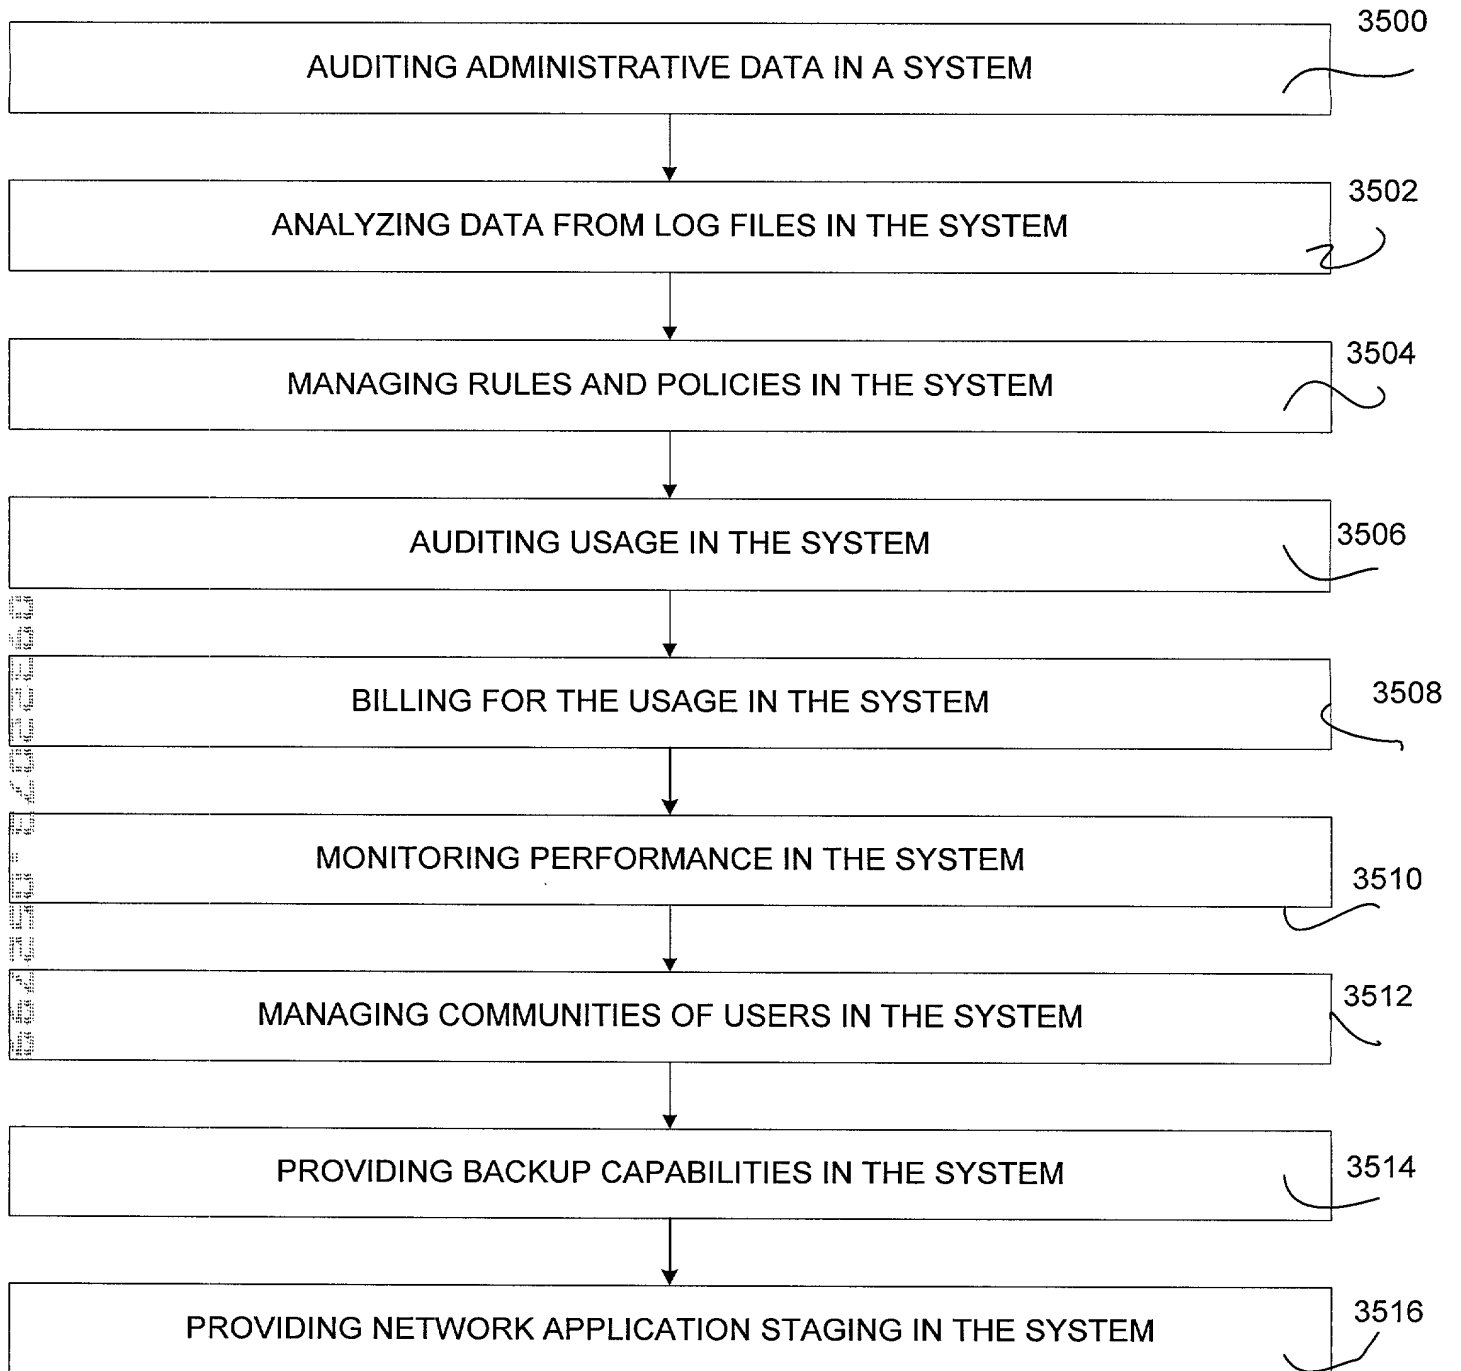 3500
AUDITING ADMINISTRATIVE DATA IN A SYSTEM
3502
ANALYZING DATA FROM LOG FILES IN THE SYSTEM
3504
MANAGING RULES AND POLICIES IN THE SYSTEM
3506
AUDITING USAGE IN THE SYSTEM
3508
BILLING FOR THE USAGE IN THE SYSTEM
MONITORING PERFORMANCE IN THE SYSTEM
3510
3512
MANAGING COMMUNITIES OF USERS IN THE SYSTEM
3514
PROVIDING BACKUP CAPABILITIES IN THE SYSTEM
3516
PROVIDING NETWORK APPLICATION STAGING IN THE SYSTEM